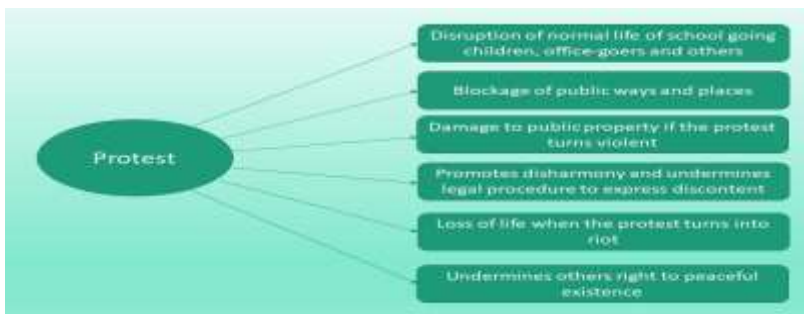 Protest
Disruption of normal life of school going
children, office-goers and others
Blockage of public ways and places
Damage to public property if the protest
turns violent
Promotes disharmony and undermines
legal procedure to express discontent
Loss of life when the protest turns into
riot
Undermines others right to peaceful
existence